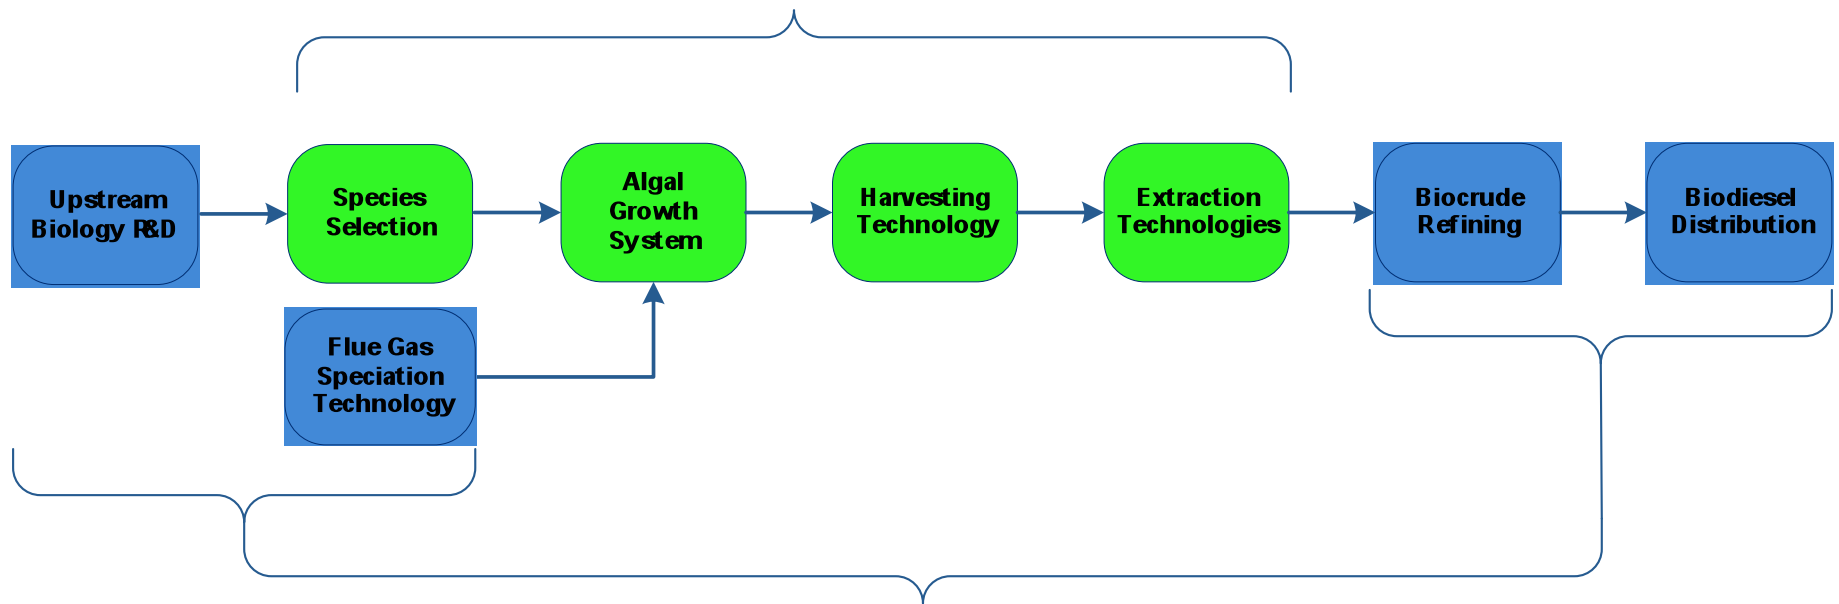 Upstream
Biology R&D
Species
Selection
Algal
Growth
System
Harvesting
Technology
Extraction
Technologies
Biocrude
Refining
Biodiesel
Distribution
Flue Gas
Speciation
Technology